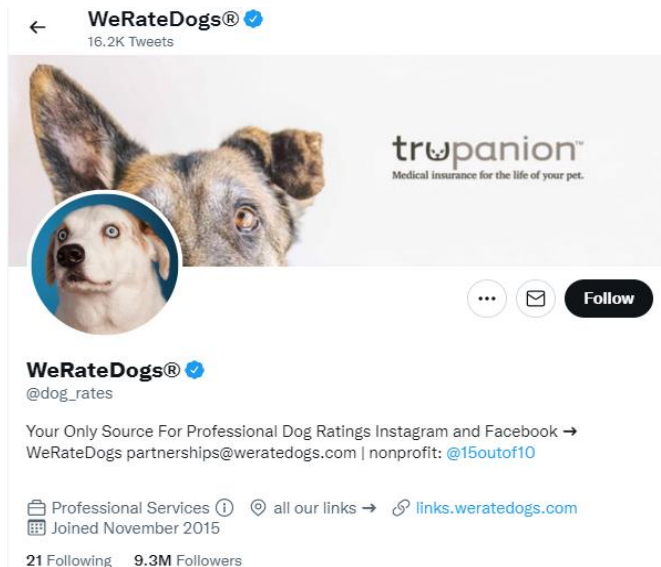 WeRateDogs®
16.2K Tweets
trupanion™
Medical insurance for the life of your pet.
Follow
WeRateDogs®
@dog_rates
Your Only Source For Professional Dog Ratings Instagram and Facebook →
WeRateDogs partnerships@weratedogs.com | nonprofit: @15outof10
Professional Services all our links → links.weratedogs.com
Joined November 2015
21 Following 9.3M Followers